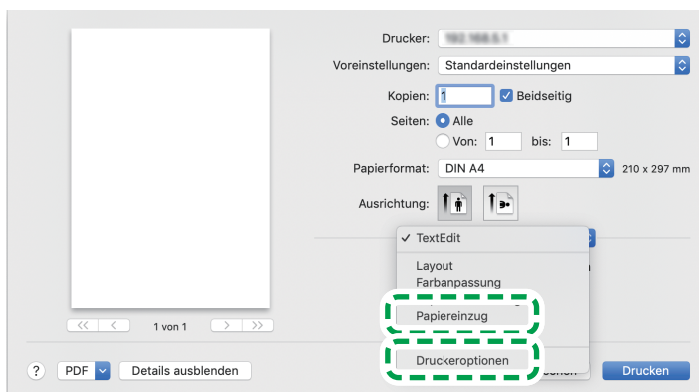 Drucker:
Voreinstellungen: Standardeinstellungen
Kopien: 1 Beidseitig
Seiten: Alle
Von: 1 bis: 1
Papierformat: DIN A4 210 x 297 mm
Ausrichtung:
✓ TextEdit
Layout
Farbanpassung
Papiereinzug
Druckeroptionen
<< < 1 von 1 > >>
? PDF Details ausblenden Drucken